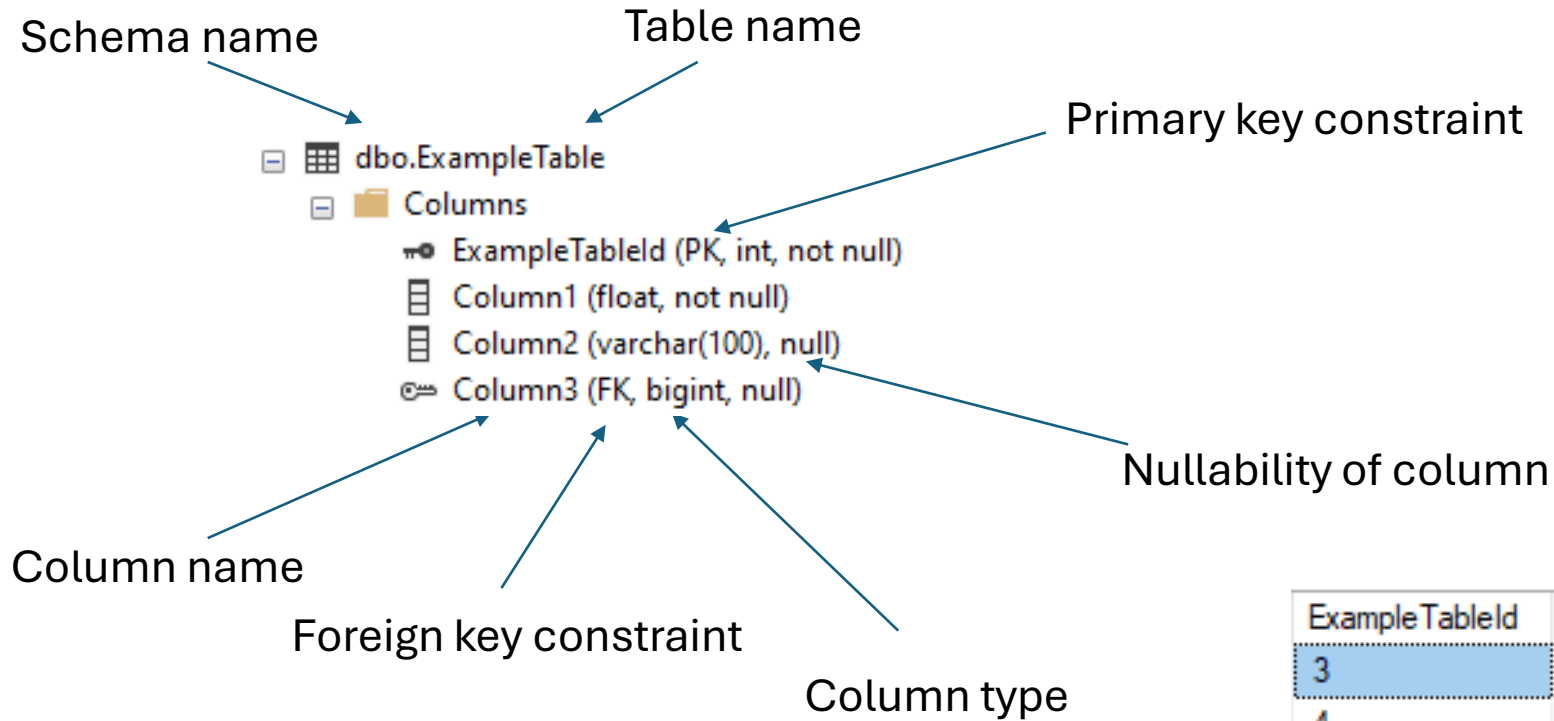 Schema name
Table name
Primary key constraint
dbo.ExampleTable
Columns
ExampleTableId (PK, int, not null)
Column1 (float, not null)
Column2 (varchar(100), null)
Column3 (FK, bigint, null)
Nullability of column
Column name
Foreign key constraint
Column type
ExampleTableId
3